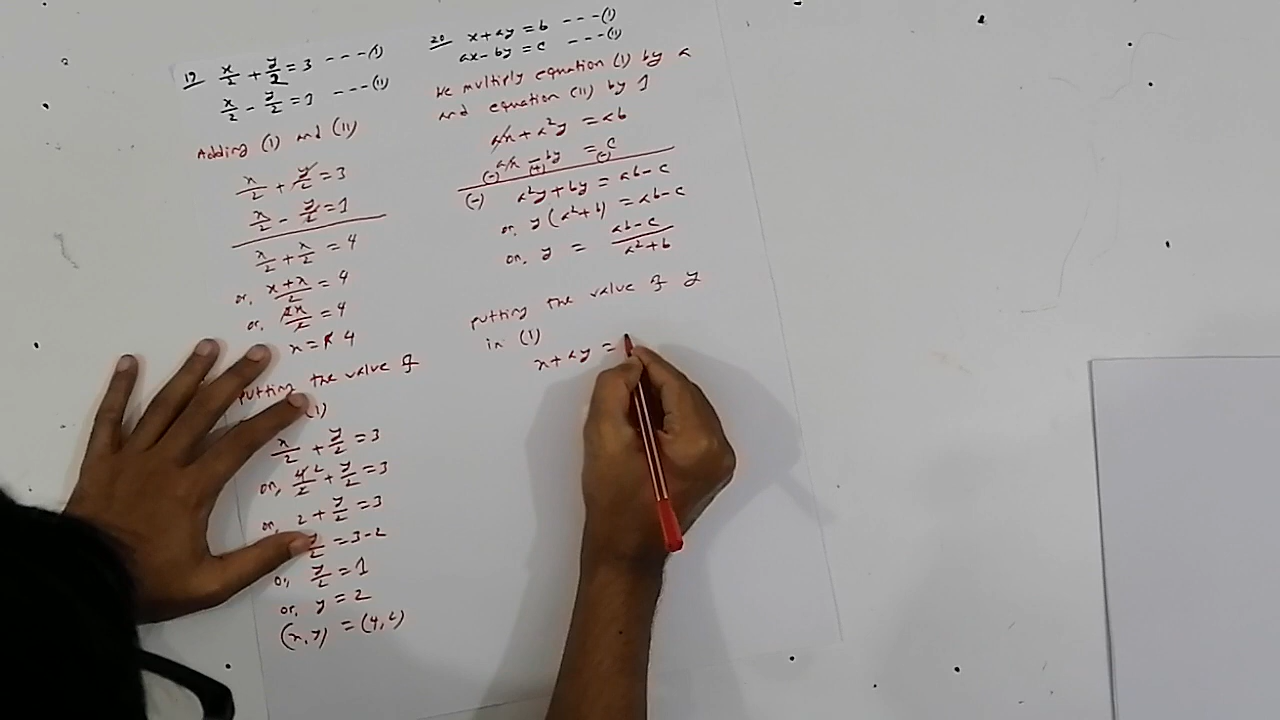 19 x/2 + y/2 = 3 ---(i)
x/2 - y/2 = 1 ---(ii)
Adding (i) and (ii)
x/2 + y/2 = 3
x/2 - y/2 = 1
x/2 + x/2 = 4
or, x+x/2 = 4
or, 2x/2 = 4
x = 4
putting the value of
(i)
x/2 + y/2 = 3
or, 4/2 + y/2 = 3
or, 2 + y/2 = 3
y/2 = 3-2
or, y/2 = 1
or, y = 2
(x, y) = (4, 2)
20 x + ay = b ---(i)
ax - by = c ---(ii)
We multiply equation (i) by a
and equation (ii) by 1
ax + a²y = ab
ax - by = c
(-) (+) (-)
(-) a²y + by = ab - c
or, y(a²+b) = ab - c
or, y = ab-c/a²+b
putting the value of y
in (i)
x + ay =